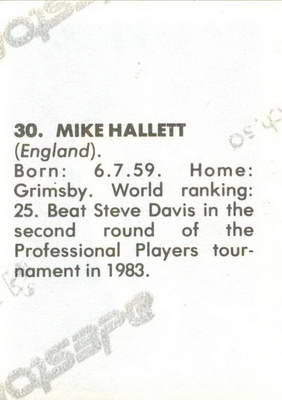 30. MIKE HALLETT
(England).
Born: 6.7.59. Home:
Grimsby. World ranking:
25. Beat Steve Davis in the
second round of the
Professional Players tour-
nament in 1983.